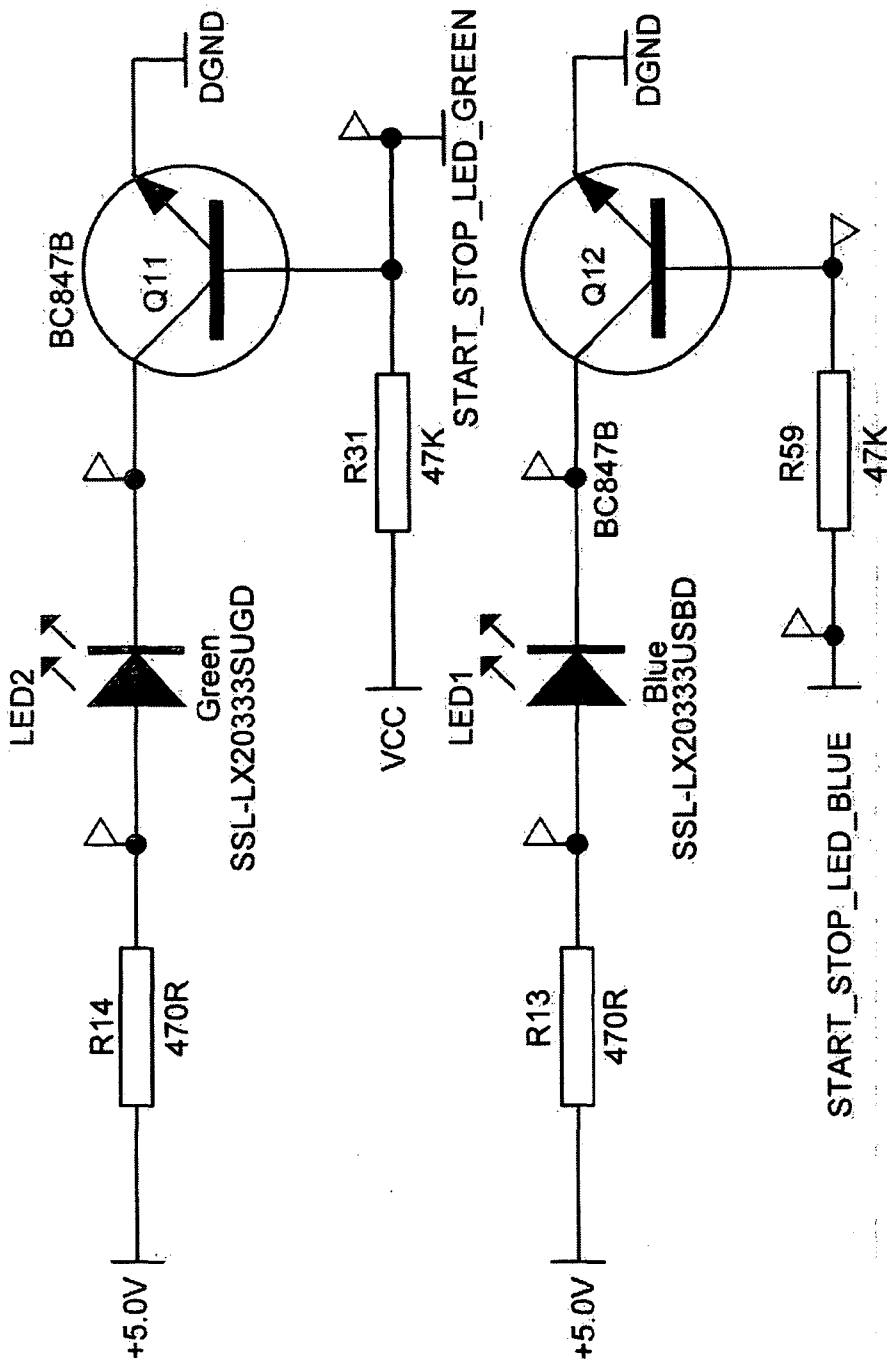 +5.0V
R14
470R
LED2
Green
SSL-LX20333SUGD
BC847B
Q11
DGND
VCC
R31
47K
START_STOP_LED_GREEN
+5.0V
R13
470R
LED1
Blue
SSL-LX20333USBD
BC847B
Q12
DGND
START_STOP_LED_BLUE
R59
47K